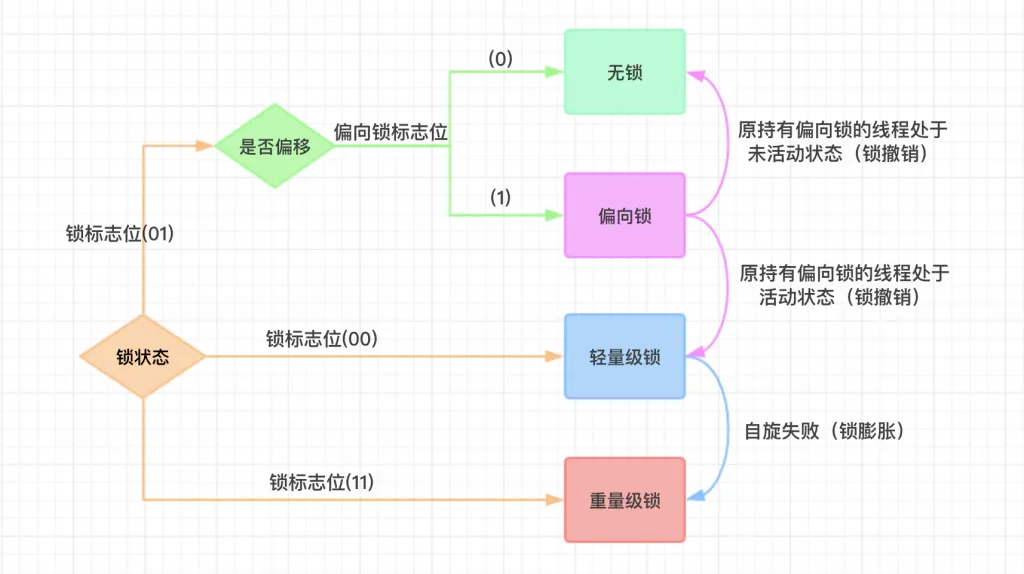 (0)
无锁
是否偏移
偏向锁标志位
原持有偏向锁的线程处于
未活动状态（锁撤销）
(1)
偏向锁
锁标志位(01)
原持有偏向锁的线程处于
活动状态（锁撤销）
锁状态
锁标志位(00)
轻量级锁
自旋失败（锁膨胀）
锁标志位(11)
重量级锁